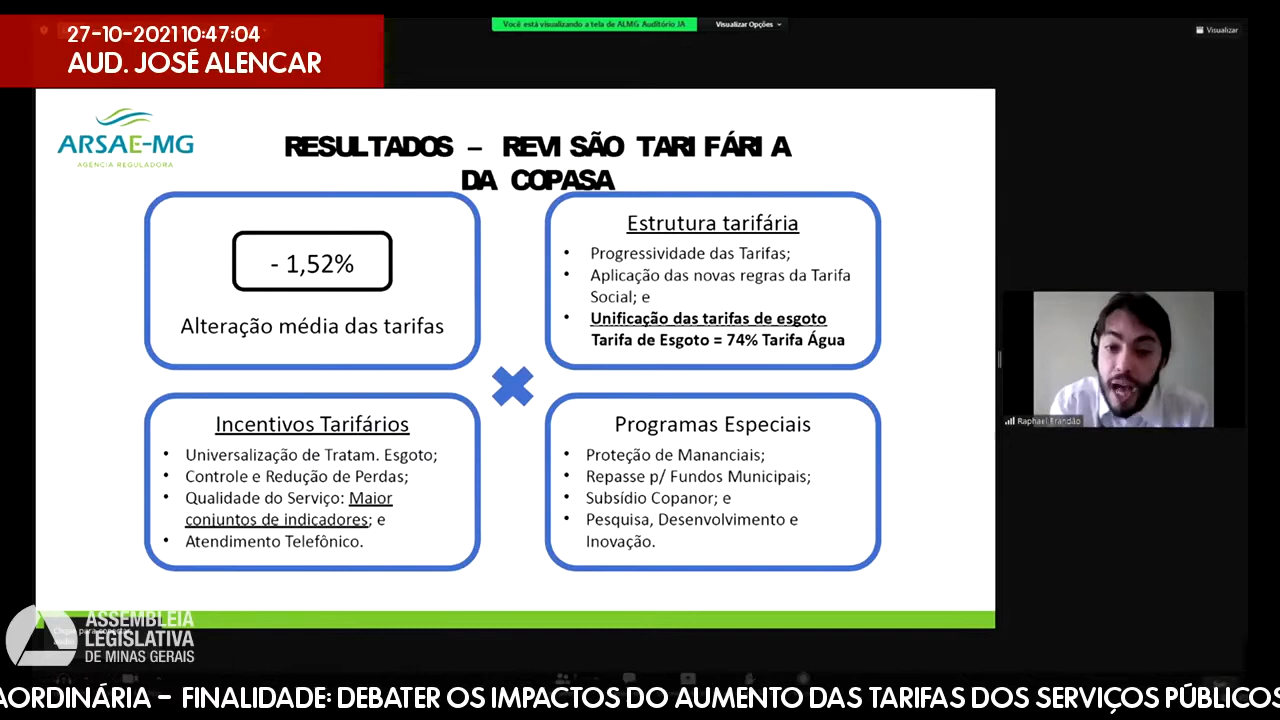 27-10-2021 10:47:04
AUD. JOSÉ ALENCAR
Você está visualizando a tela de ALMG Auditório JA
Visualizar Opções
Visualizar
ARSAE-MG
AGÊNCIA REGULADORA
RESULTADOS – REVISÃO TARIFÁRIA
DA COPASA
- 1,52%
Alteração média das tarifas
Estrutura tarifária
• Progressividade das Tarifas;
• Aplicação das novas regras da Tarifa
Social; e
• Unificação das tarifas de esgoto
Tarifa de Esgoto = 74% Tarifa Água
Incentivos Tarifários
• Universalização de Tratam. Esgoto;
• Controle e Redução de Perdas;
• Qualidade do Serviço: Maior
conjuntos de indicadores; e
• Atendimento Telefônico.
Programas Especiais
• Proteção de Mananciais;
• Repasse p/ Fundos Municipais;
• Subsídio Copanor; e
• Pesquisa, Desenvolvimento e
Inovação.
Raphael Brandão
ASSEMBLEIA
LEGISLATIVA
DE MINAS GERAIS
AORDINÁRIA – FINALIDADE: DEBATER OS IMPACTOS DO AUMENTO DAS TARIFAS DOS SERVIÇOS PÚBLICOS